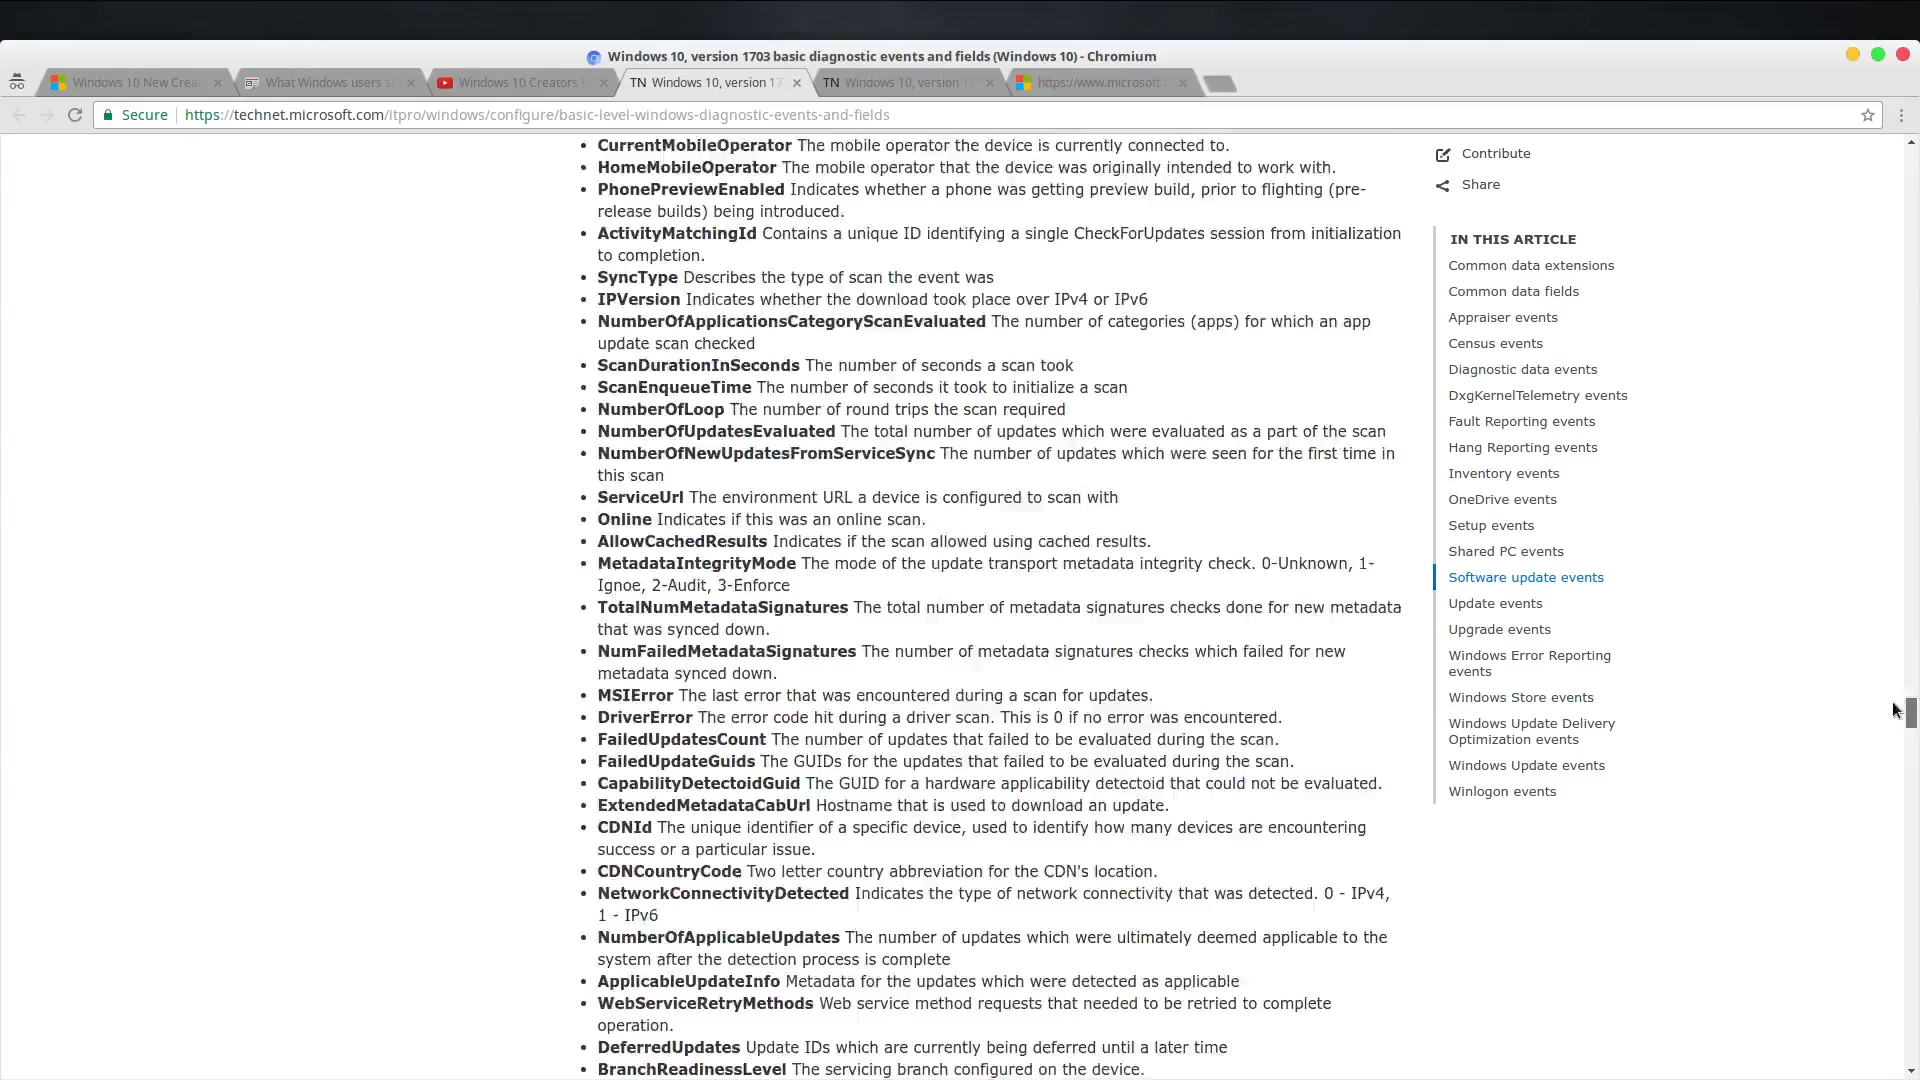 Windows 10, version 1703 basic diagnostic events and fields (Windows 10) - Chromium
Windows 10 New Crea
What Windows users s
Windows 10 Creators U
TN Windows 10, version 17
TN Windows 10, version 1
https://www.microsoft.c
Secure
https://technet.microsoft.com/itpro/windows/configure/basic-level-windows-diagnostic-events-and-fields
• CurrentMobileOperator The mobile operator the device is currently connected to.
• HomeMobileOperator The mobile operator that the device was originally intended to work with.
• PhonePreviewEnabled Indicates whether a phone was getting preview build, prior to flighting (pre-
release builds) being introduced.
• ActivityMatchingId Contains a unique ID identifying a single CheckForUpdates session from initialization
to completion.
• SyncType Describes the type of scan the event was
• IPVersion Indicates whether the download took place over IPv4 or IPv6
• NumberOfApplicationsCategoryScanEvaluated The number of categories (apps) for which an app
update scan checked
• ScanDurationInSeconds The number of seconds a scan took
• ScanEnqueueTime The number of seconds it took to initialize a scan
• NumberOfLoop The number of round trips the scan required
• NumberOfUpdatesEvaluated The total number of updates which were evaluated as a part of the scan
• NumberOfNewUpdatesFromServiceSync The number of updates which were seen for the first time in
this scan
• ServiceUrl The environment URL a device is configured to scan with
• Online Indicates if this was an online scan.
• AllowCachedResults Indicates if the scan allowed using cached results.
• MetadataIntegrityMode The mode of the update transport metadata integrity check. 0-Unknown, 1-
Ignoe, 2-Audit, 3-Enforce
• TotalNumMetadataSignatures The total number of metadata signatures checks done for new metadata
that was synced down.
• NumFailedMetadataSignatures The number of metadata signatures checks which failed for new
metadata synced down.
• MSIError The last error that was encountered during a scan for updates.
• DriverError The error code hit during a driver scan. This is 0 if no error was encountered.
• FailedUpdatesCount The number of updates that failed to be evaluated during the scan.
• FailedUpdateGuids The GUIDs for the updates that failed to be evaluated during the scan.
• CapabilityDetectoidGuid The GUID for a hardware applicability detectoid that could not be evaluated.
• ExtendedMetadataCabUrl Hostname that is used to download an update.
• CDNId The unique identifier of a specific device, used to identify how many devices are encountering
success or a particular issue.
• CDNCountryCode Two letter country abbreviation for the CDN's location.
• NetworkConnectivityDetected Indicates the type of network connectivity that was detected. 0 - IPv4,
1 - IPv6
• NumberOfApplicableUpdates The number of updates which were ultimately deemed applicable to the
system after the detection process is complete
• ApplicableUpdateInfo Metadata for the updates which were detected as applicable
• WebServiceRetryMethods Web service method requests that needed to be retried to complete
operation.
• DeferredUpdates Update IDs which are currently being deferred until a later time
• BranchReadinessLevel The servicing branch configured on the device.
Contribute
Share
IN THIS ARTICLE
Common data extensions
Common data fields
Appraiser events
Census events
Diagnostic data events
DxgKernelTelemetry events
Fault Reporting events
Hang Reporting events
Inventory events
OneDrive events
Setup events
Shared PC events
Software update events
Update events
Upgrade events
Windows Error Reporting
events
Windows Store events
Windows Update Delivery
Optimization events
Windows Update events
Winlogon events